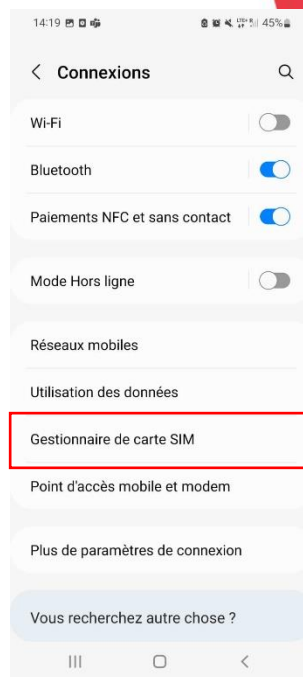 14:19 45%
Connexions
Wi-Fi
Bluetooth
Paiements NFC et sans contact
Mode Hors ligne
Réseaux mobiles
Utilisation des données
Gestionnaire de carte SIM
Point d'accès mobile et modem
Plus de paramètres de connexion
Vous recherchez autre chose ?